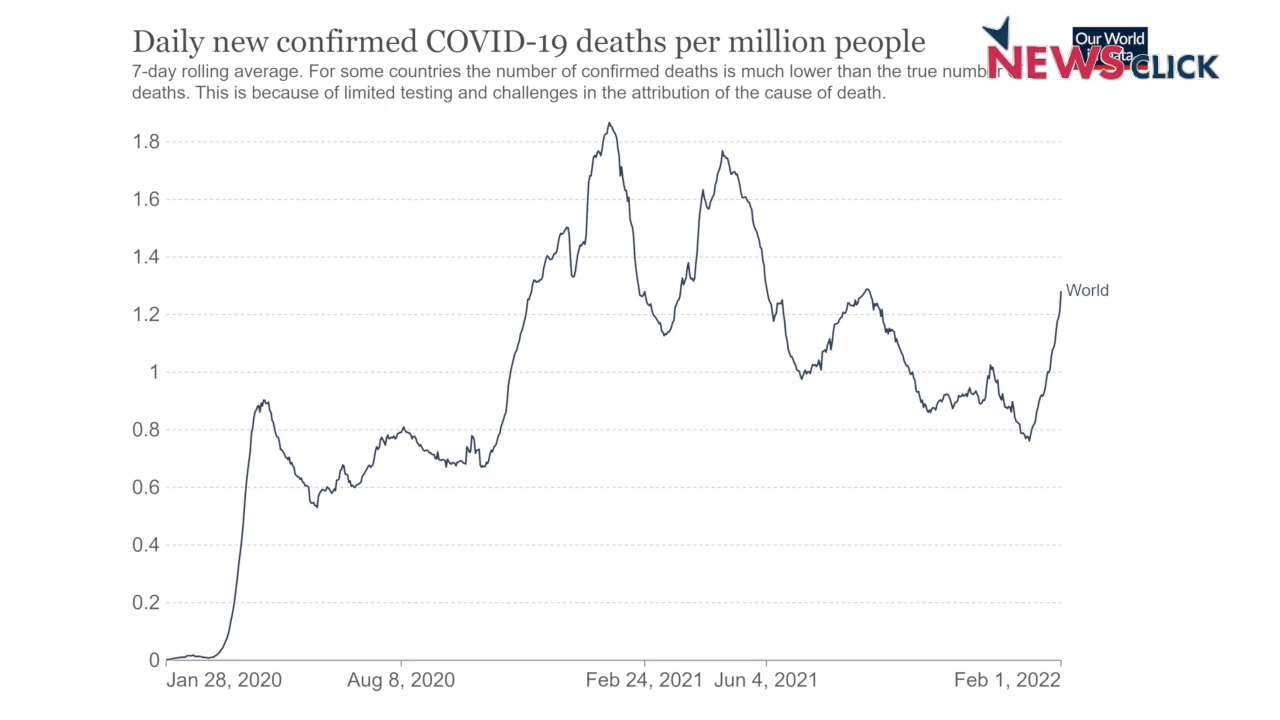 Daily new confirmed COVID-19 deaths per million people
Our World
NEWSCLICK
7-day rolling average. For some countries the number of confirmed deaths is much lower than the true
deaths. This is because of limited testing and challenges in the attribution of the cause of death.
1.8
1.6
1.4
1.2
1
0.8
0.6
0.4
0.2
0
World
Jan 28, 2020
Aug 8, 2020
Feb 24, 2021
Jun 4, 2021
Feb 1, 2022